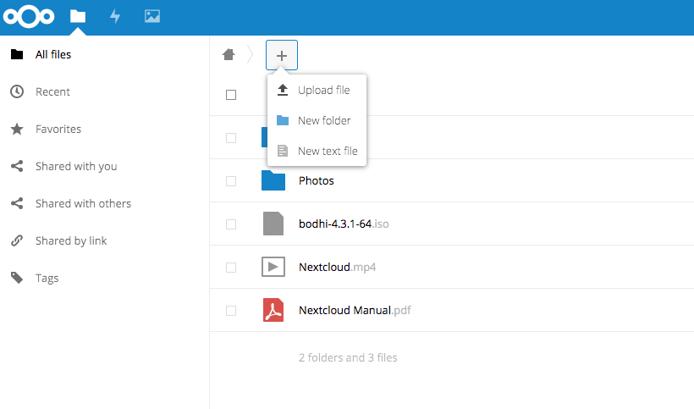 All files
Recent
Favorites
Shared with you
Shared with others
Shared by link
Tags
+
Upload file
New folder
New text file
Photos
bodhi-4.3.1-64.iso
Nextcloud.mp4
Nextcloud Manual.pdf
2 folders and 3 files